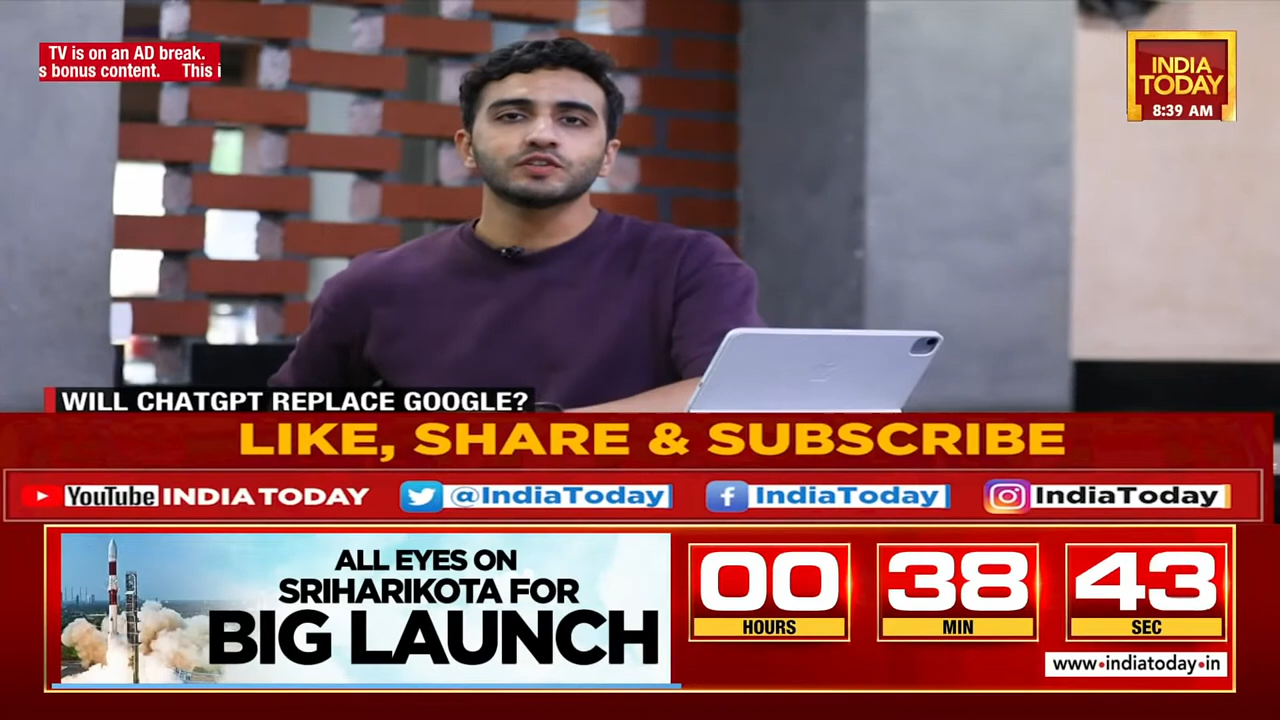 TV is on an AD break.
s bonus content. This i
INDIA
TODAY
8:39 AM
WILL CHATGPT REPLACE GOOGLE?
LIKE, SHARE & SUBSCRIBE
YouTube INDIA TODAY
@IndiaToday
IndiaToday
IndiaToday
ALL EYES ON
SRIHARIKOTA FOR
BIG LAUNCH
00
HOURS
38
MIN
43
SEC
www•indiatoday•in